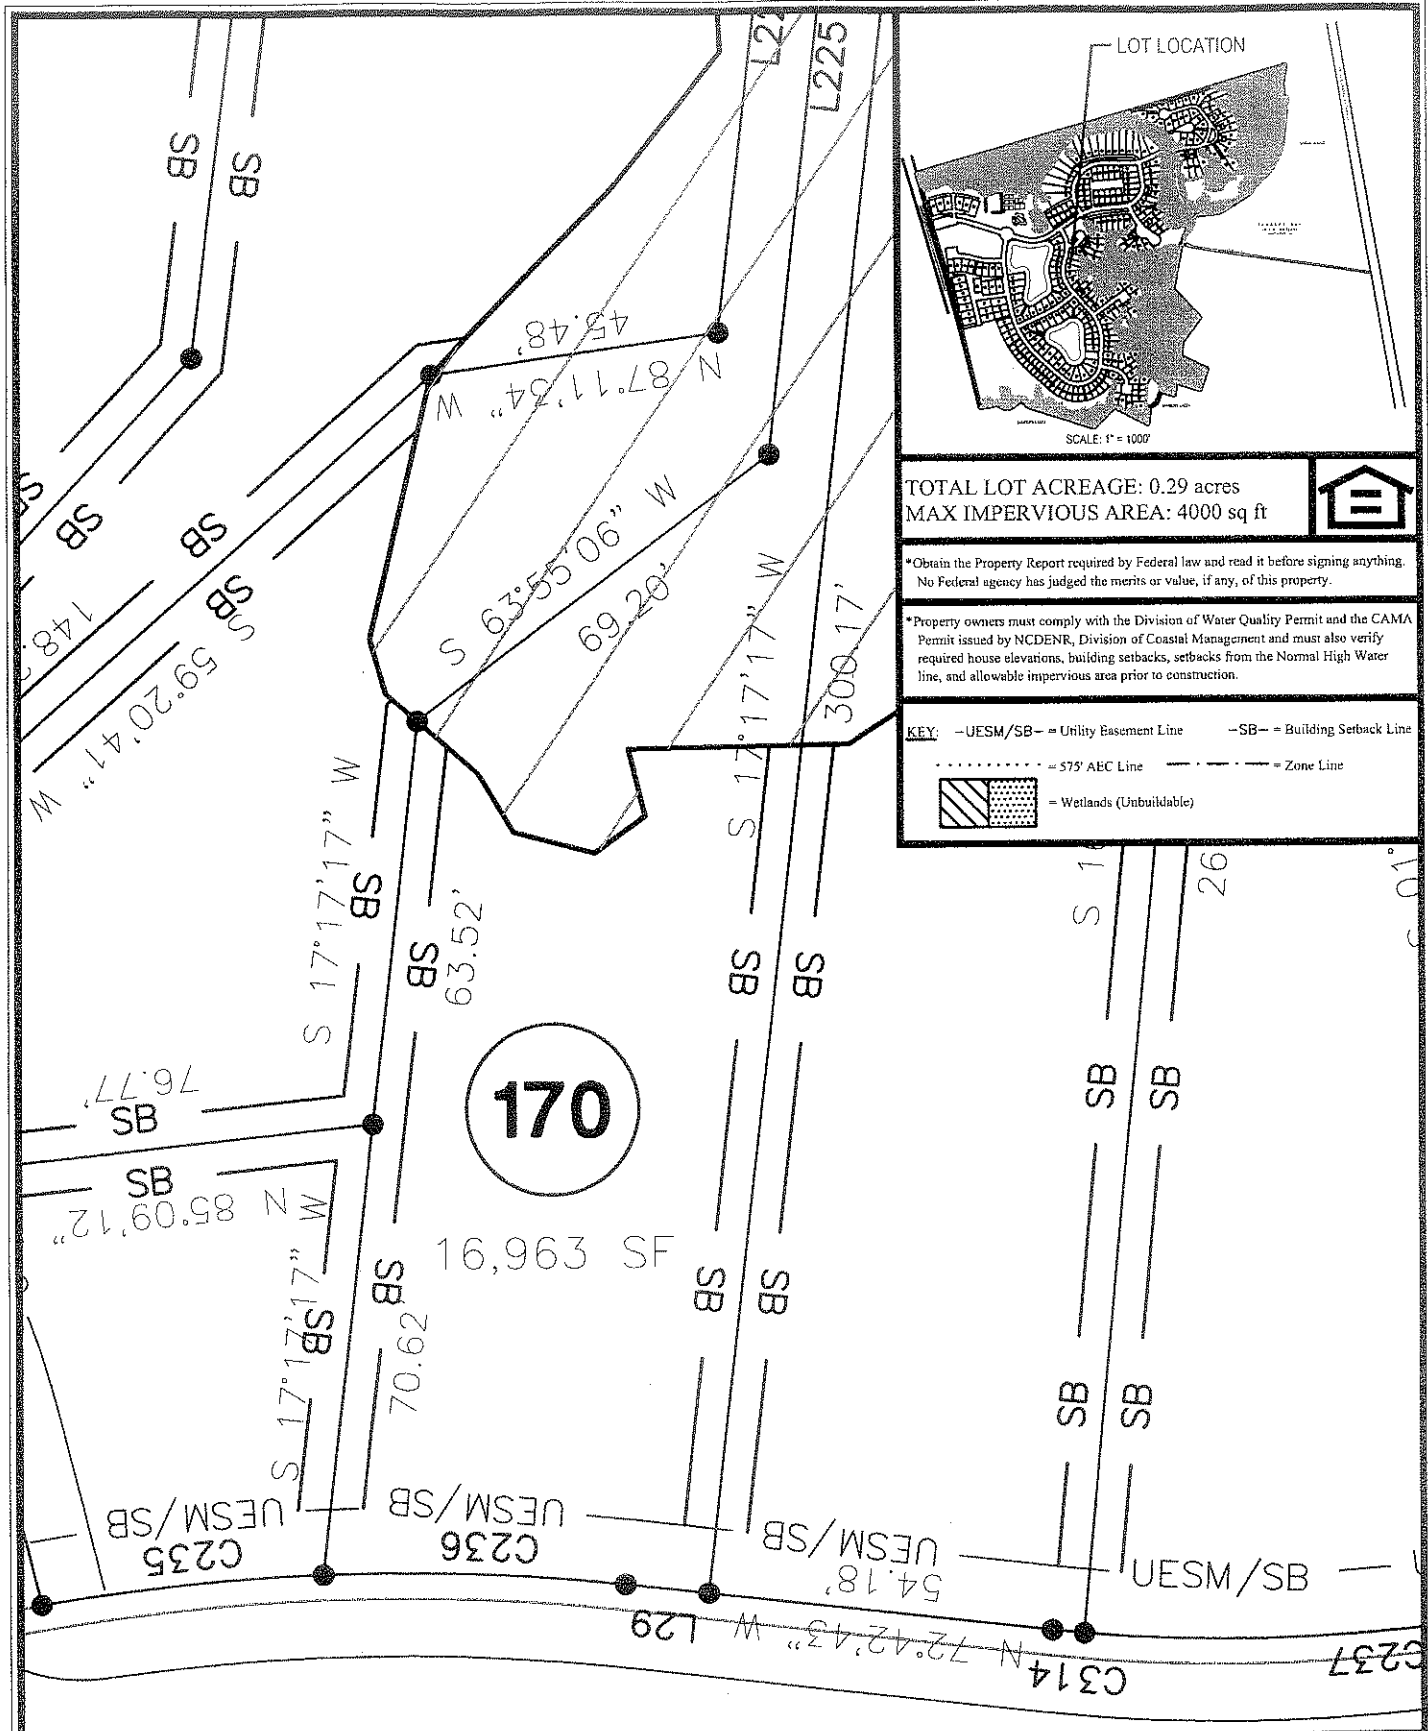 L225
LOT LOCATION
SCALE: 1" = 1000'
SB
SB
45.48'
N 87°11'34" W
TOTAL LOT ACREAGE: 0.29 acres
MAX IMPERVIOUS AREA: 4000 sq ft
*Obtain the Property Report required by Federal law and read it before signing anything.
No Federal agency has judged the merits or value, if any, of this property.
*Property owners must comply with the Division of Water Quality Permit and the CAMA
Permit issued by NCDENR, Division of Coastal Management and must also verify
required house elevations, building setbacks, setbacks from the Normal High Water
line, and allowable impervious area prior to construction.
KEY: -UESM/SB- = Utility Easement Line
-SB- = Building Setback Line
= 575' AEC Line
= Zone Line
= Wetlands (Unbuildable)
SB
SB
SB
S 63°55'06" W
69.20'
S 59°20'41" W
S 17°17'17" W
300.17'
S 17°17'17" W
SB
SB
63.52'
SB
SB
76.77'
SB
SB
N 85°09'12"
170
16,963 SF
SB
SB
S 17°17'17" W
SB
SB
70.62'
SB
SB
SB
SB
UESM/SB
C235
UESM/SB
C236
UESM/SB
54.18'
UESM/SB
L29
N 72°42'43" W
C314
C237